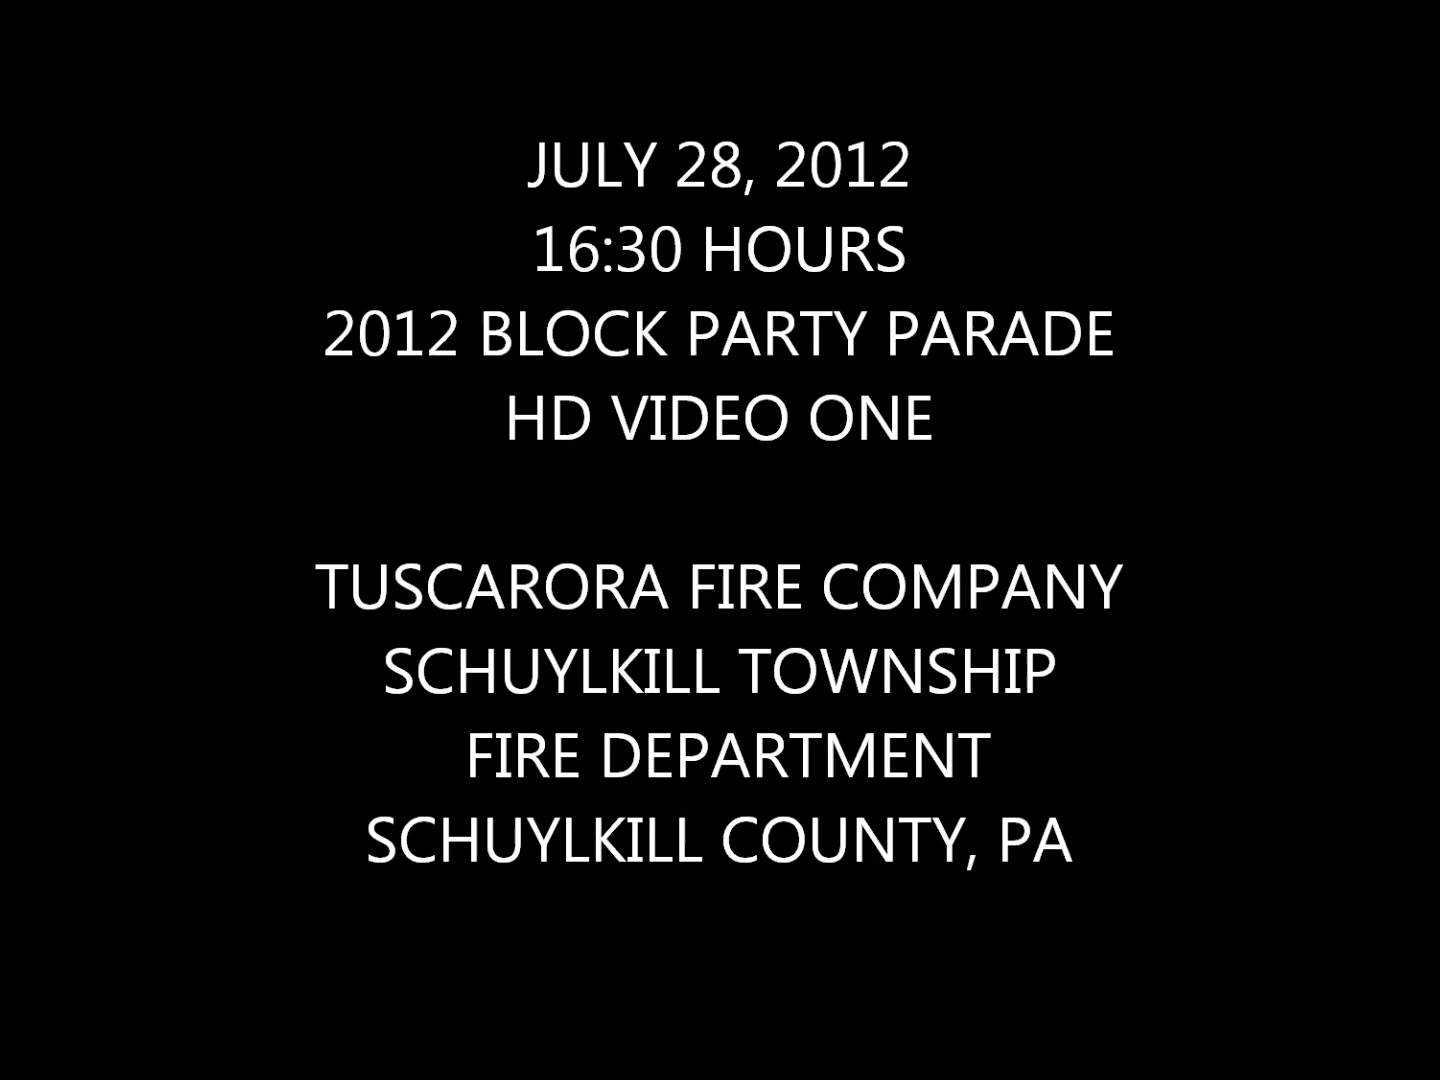 JULY 28, 2012
16:30 HOURS
2012 BLOCK PARTY PARADE
HD VIDEO ONE
TUSCARORA FIRE COMPANY
SCHUYLKILL TOWNSHIP
FIRE DEPARTMENT
SCHUYLKILL COUNTY, PA